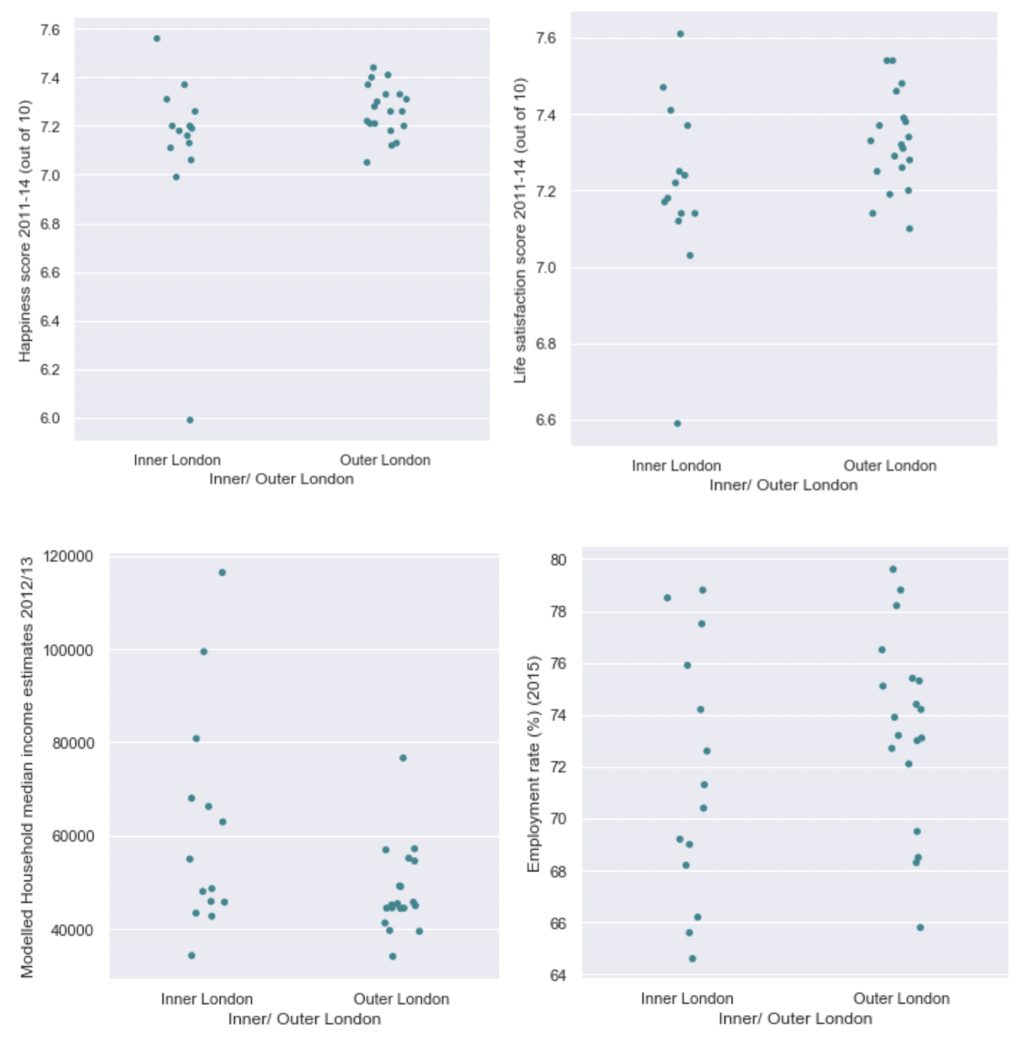 Happiness score 2011-14 (out of 10)
7.6
7.4
7.2
7.0
6.8
6.6
6.4
6.2
6.0
Inner London Outer London
Inner/ Outer London
Life satisfaction score 2011-14 (out of 10)
7.6
7.4
7.2
7.0
6.8
6.6
Inner London Outer London
Inner/ Outer London
Modelled Household median income estimates 2012/13
120000
100000
80000
60000
40000
Inner London Outer London
Inner/ Outer London
Employment rate (%) (2015)
80
78
76
74
72
70
68
66
64
Inner London Outer London
Inner/ Outer London